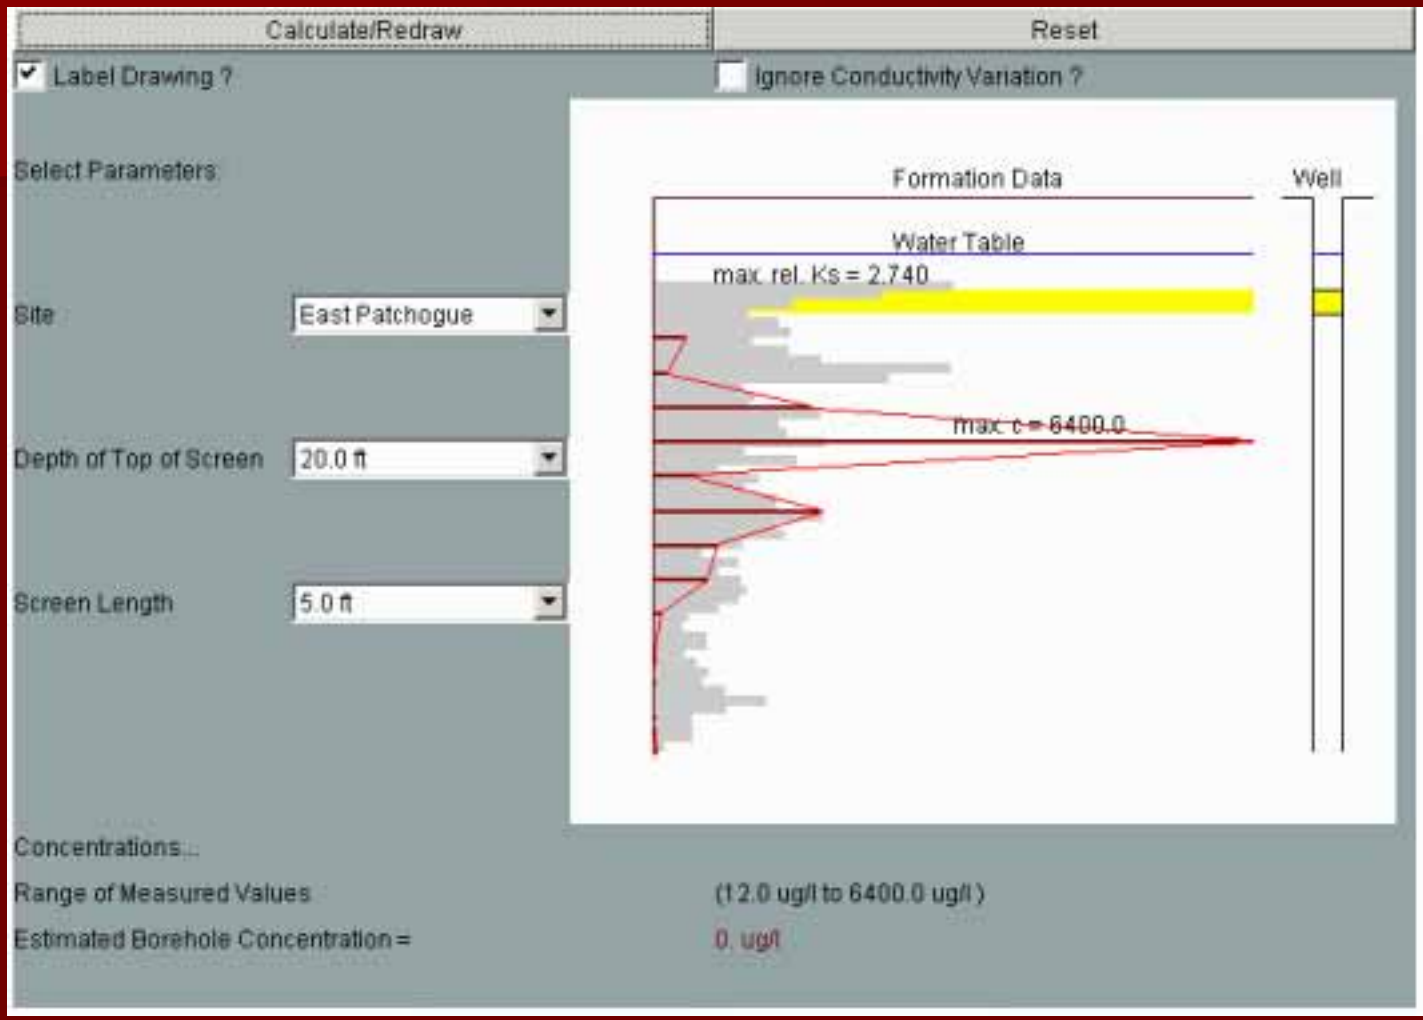 Calculate/Redraw Reset
Label Drawing ? Ignore Conductivity Variation ?
Select Parameters
Formation Data Well
Water Table
max. rel. Ks = 2.740
Site East Patchogue
max. c = 6400.0
Depth of Top of Screen 20.0 ft
Screen Length 5.0 ft
Concentrations...
Range of Measured Values (12.0 ug/l to 6400.0 ug/l )
Estimated Borehole Concentration = 0. ug/l